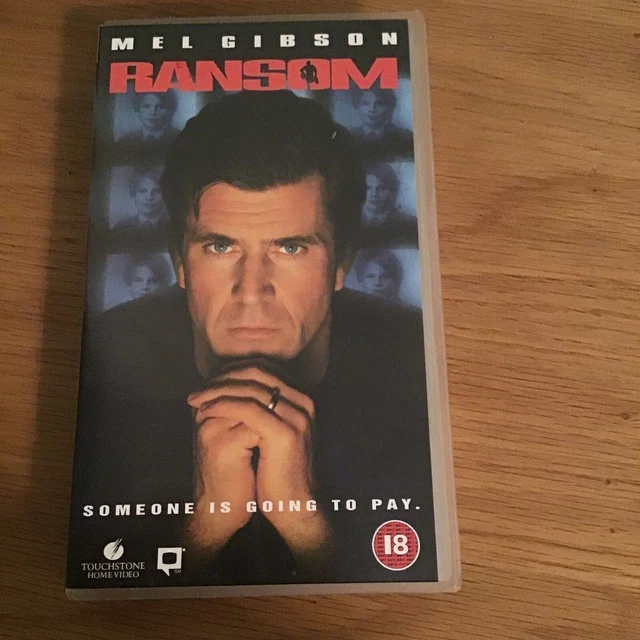 MEL GIBSON
RANSOM
SOMEONE IS GOING TO PAY.
TOUCHSTONE
HOME VIDEO
18